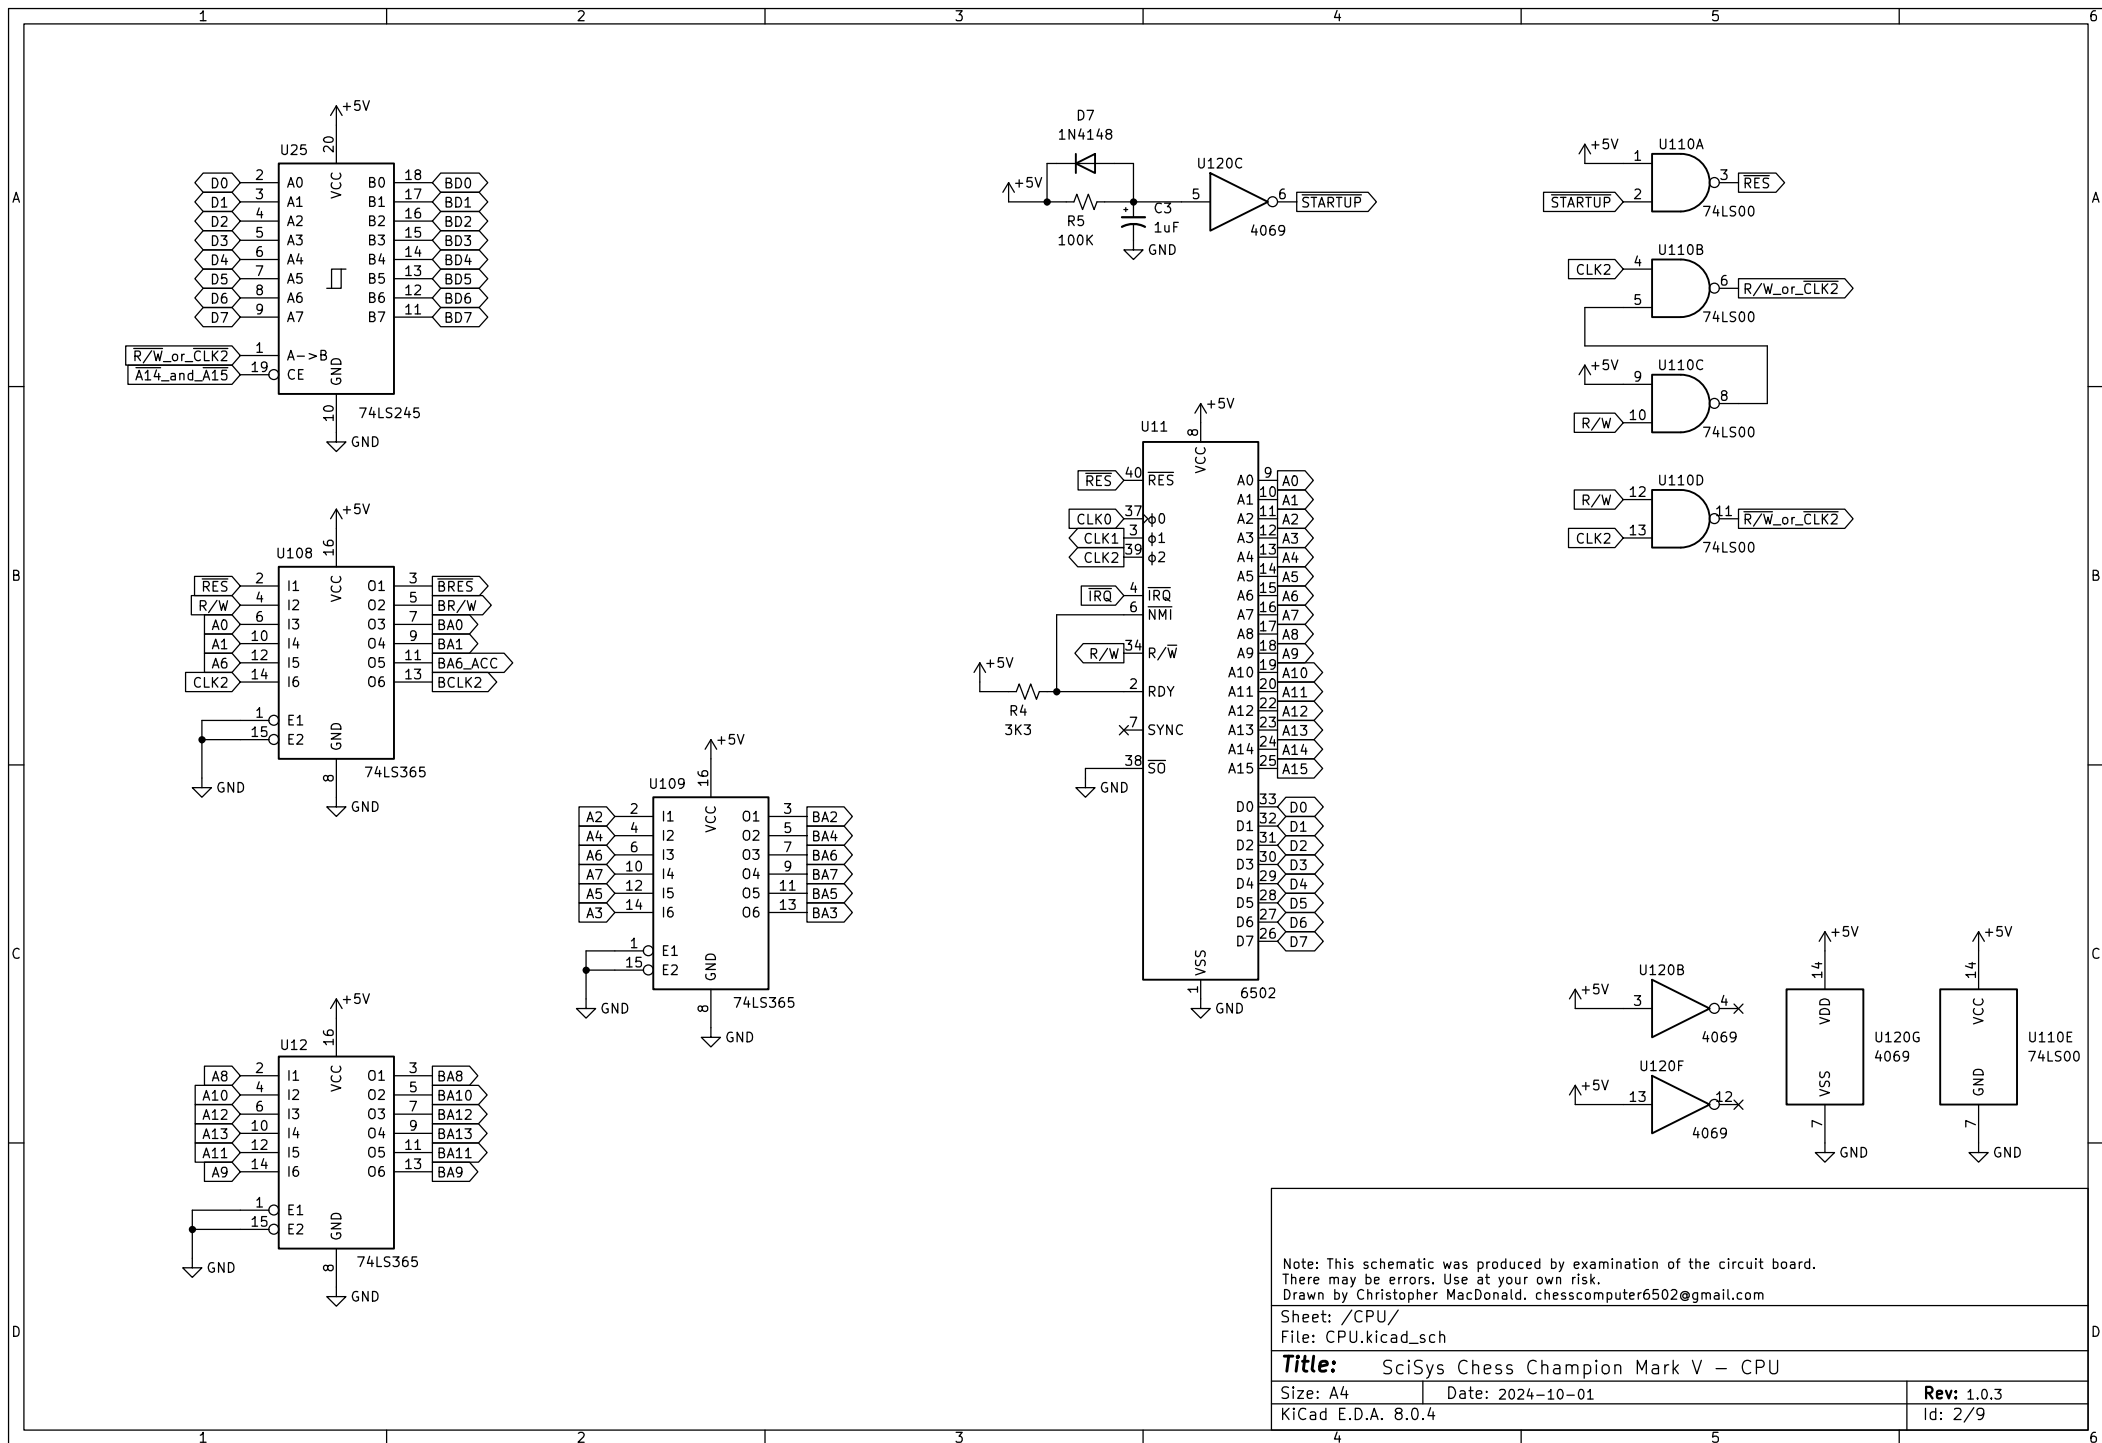 1 2 3 4 5 6
A
B
C
D
+5V
20
U25
VCC
D0 2 A0 B0 18 BD0
D1 3 A1 B1 17 BD1
D2 4 A2 B2 16 BD2
D3 5 A3 B3 15 BD3
D4 6 A4 B4 14 BD4
D5 7 A5 B5 13 BD5
D6 8 A6 B6 12 BD6
D7 9 A7 B7 11 BD7
R/W_or_CLK2 1 A->B
A14_and_A15 19 CE
GND
10
74LS245
GND
+5V
16
U108
VCC
RES 2 I1 O1 3 BRES
R/W 4 I2 O2 5 BR/W
A0 6 I3 O3 7 BA0
A1 10 I4 O4 9 BA1
A6 12 I5 O5 11 BA6_ACC
CLK2 14 I6 O6 13 BCLK2
1 E1
15 E2
GND
8
74LS365
GND
GND
+5V
16
U109
VCC
A2 2 I1 O1 3 BA2
A4 4 I2 O2 5 BA4
A6 6 I3 O3 7 BA6
A7 10 I4 O4 9 BA7
A5 12 I5 O5 11 BA5
A3 14 I6 O6 13 BA3
1 E1
15 E2
GND
8
74LS365
GND
GND
+5V
16
U12
VCC
A8 2 I1 O1 3 BA8
A10 4 I2 O2 5 BA10
A12 6 I3 O3 7 BA12
A13 10 I4 O4 9 BA13
A11 12 I5 O5 11 BA11
A9 14 I6 O6 13 BA9
1 E1
15 E2
GND
8
74LS365
GND
GND
D7
1N4148
+5V
R5
100K
C3
1uF
+
GND
U120C
5 6 STARTUP
4069
+5V
8
U11
VCC
RES 40 RES
CLK0 37 ϕ0
CLK1 3 ϕ1
CLK2 39 ϕ2
IRQ 4 IRQ
6 NMI
R/W 34 R/W
+5V
R4
3K3
2 RDY
7 SYNC
38 SO
GND
A0 9 A0
A1 10 A1
A2 11 A2
A3 12 A3
A4 13 A4
A5 14 A5
A6 15 A6
A7 16 A7
A8 17 A8
A9 18 A9
A10 19 A10
A11 20 A11
A12 22 A12
A13 23 A13
A14 24 A14
A15 25 A15
D0 33 D0
D1 32 D1
D2 31 D2
D3 30 D3
D4 29 D4
D5 28 D5
D6 27 D6
D7 26 D7
VSS
1
6502
GND
+5V
U110A
1
STARTUP 2
3 RES
74LS00
U110B
CLK2 4
5
6 R/W_or_CLK2
74LS00
+5V
U110C
9
R/W 10
8
74LS00
U110D
R/W 12
CLK2 13
11 R/W_or_CLK2
74LS00
+5V
U120B
3 4
4069
+5V
U120F
13 12
4069
+5V
14
VDD
VSS
7
U120G
4069
GND
+5V
14
VCC
GND
7
U110E
74LS00
GND
Note: This schematic was produced by examination of the circuit board.
There may be errors. Use at your own risk.
Drawn by Christopher MacDonald. chesscomputer6502@gmail.com
Sheet: /CPU/
File: CPU.kicad_sch
Title: SciSys Chess Champion Mark V – CPU
Size: A4 Date: 2024-10-01 Rev: 1.0.3
KiCad E.D.A. 8.0.4 Id: 2/9
A
B
C
D
1 2 3 4 5 6